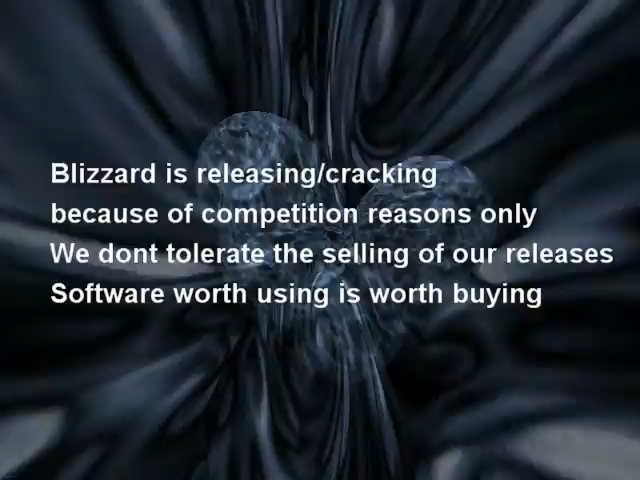 Blizzard is releasing/cracking
because of competition reasons only
We dont tolerate the selling of our releases
Software worth using is worth buying